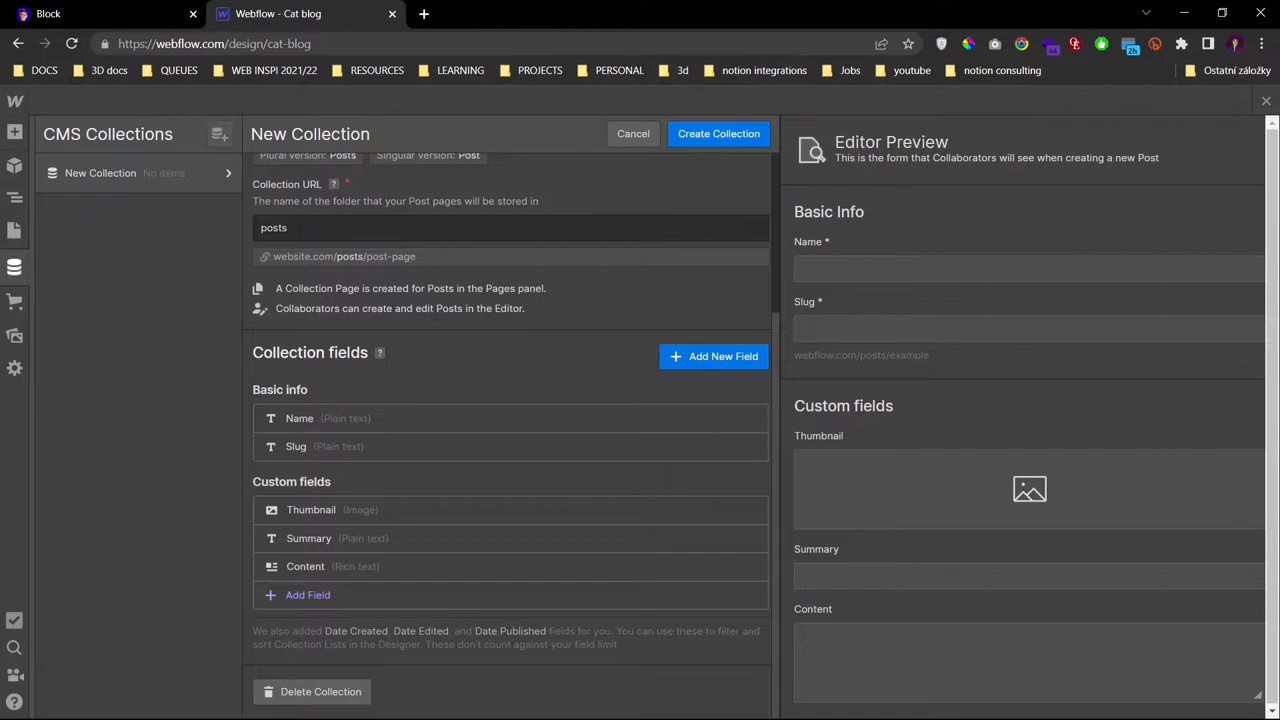 Block
Webflow - Cat blog
https://webflow.com/design/cat-blog
44
2h
DOCS
3D docs
QUEUES
WEB INSPI 2021/22
RESOURCES
LEARNING
PROJECTS
PERSONAL
3d
notion integrations
Jobs
youtube
notion consulting
Ostatní záložky
CMS Collections
New Collection No items
New Collection
Cancel
Create Collection
Plural version: Posts
Singular version: Post
Collection URL ? *
The name of the folder that your Post pages will be stored in
posts
website.com/posts/post-page
A Collection Page is created for Posts in the Pages panel.
Collaborators can create and edit Posts in the Editor.
Collection fields ?
+ Add New Field
Basic info
Name (Plain text)
Slug (Plain text)
Custom fields
Thumbnail (Image)
Summary (Plain text)
Content (Rich text)
+ Add Field
We also added Date Created, Date Edited, and Date Published fields for you. You can use these to filter and
sort Collection Lists in the Designer. These don't count against your field limit.
Delete Collection
Editor Preview
This is the form that Collaborators will see when creating a new Post
Basic Info
Name *
Slug *
webflow.com/posts/example
Custom fields
Thumbnail
Summary
Content